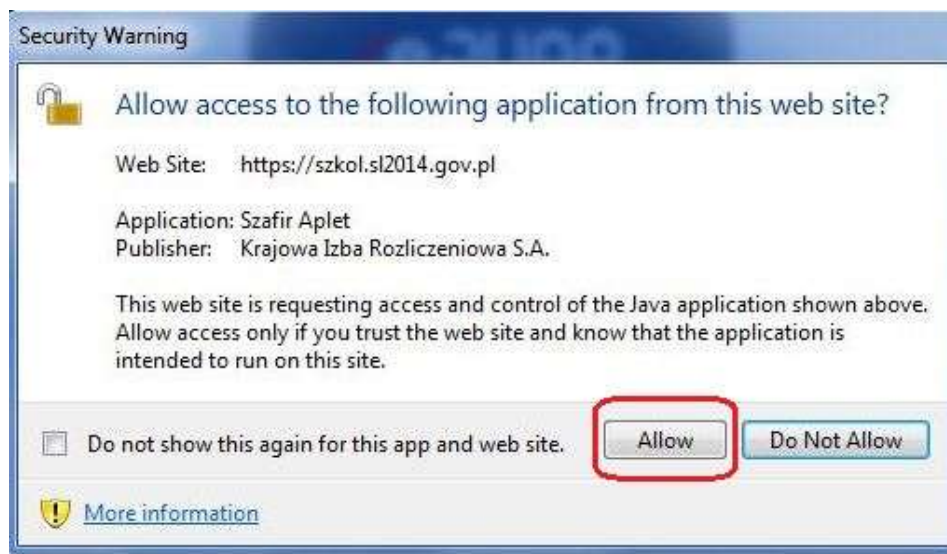 Security Warning
Allow access to the following application from this web site?
Web Site: https://szkol.sl2014.gov.pl
Application: Szafir Aplet
Publisher: Krajowa Izba Rozliczeniowa S.A.
This web site is requesting access and control of the Java application shown above.
Allow access only if you trust the web site and know that the application is
intended to run on this site.
Do not show this again for this app and web site.
Allow
Do Not Allow
More information